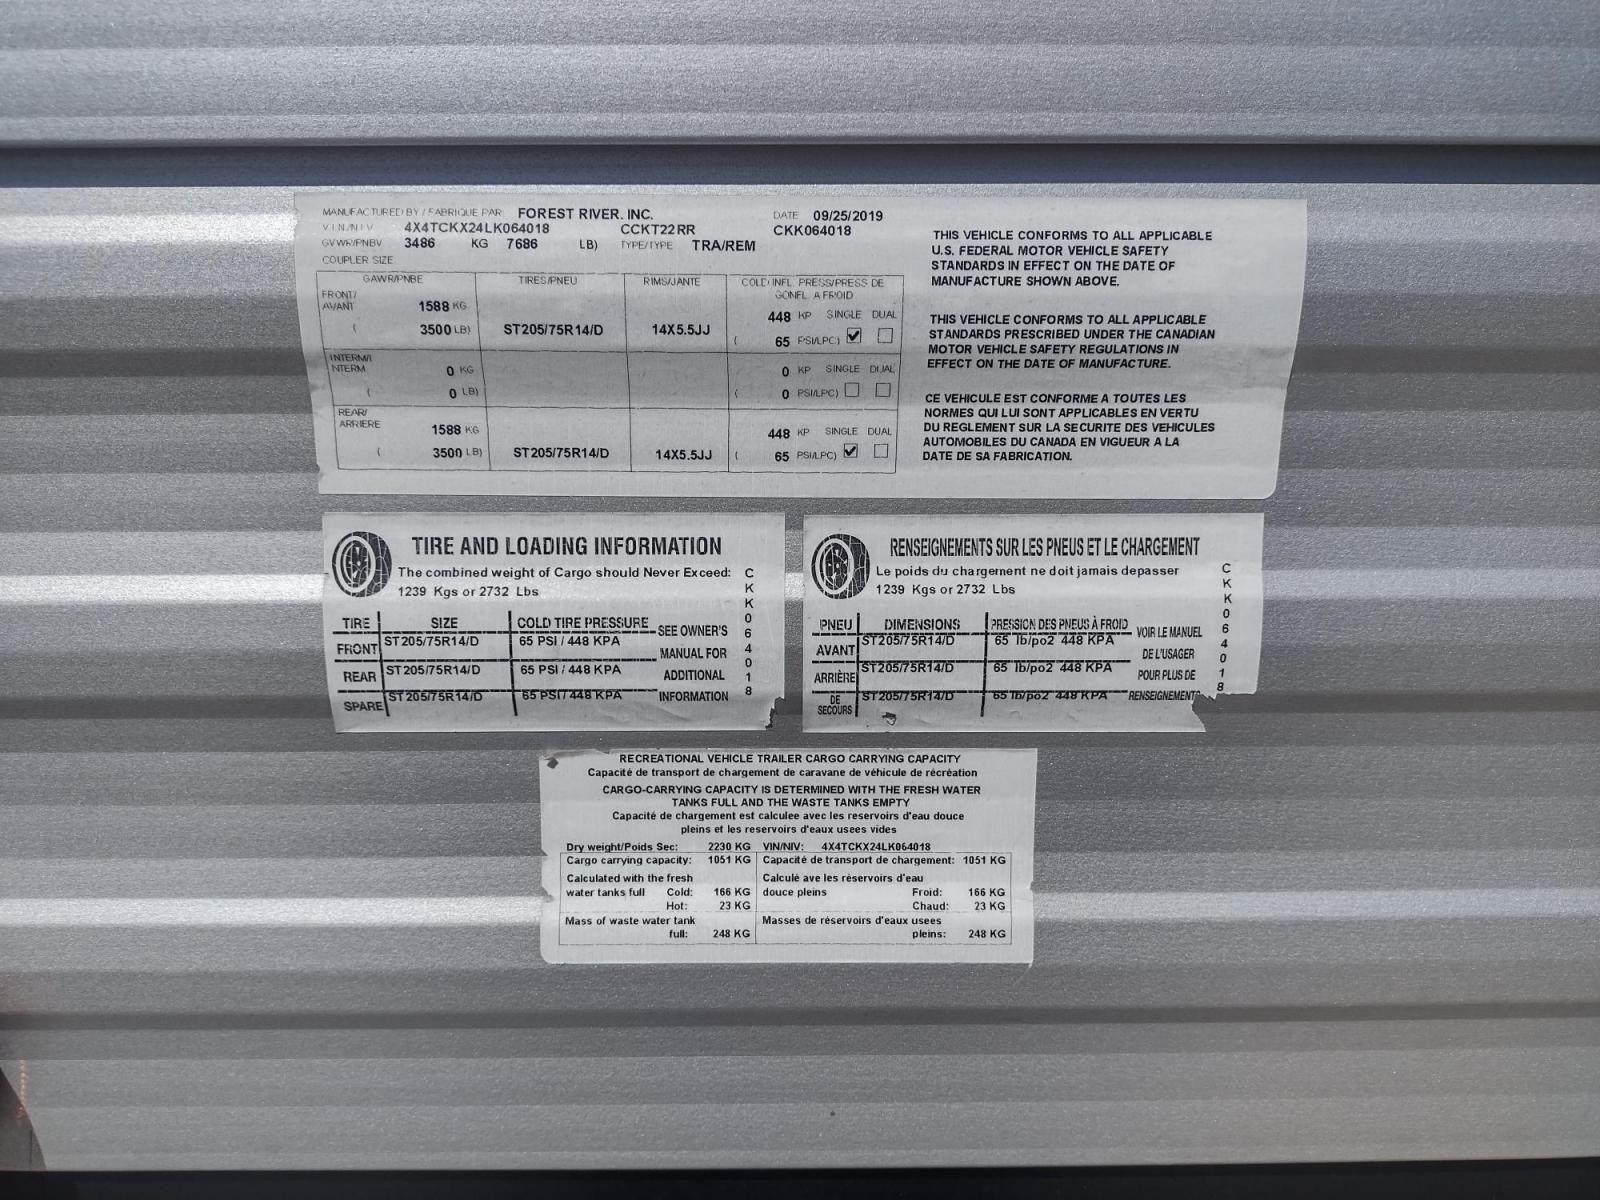 MANUFACTURED BY / FABRIQUE PAR FOREST RIVER. INC. DATE 09/25/2019
VIN/NIV 4X4TCKX24LK064018 CCKT22RR CKK064018
GVWR/PNBV 3486 KG 7686 LB) TYPE/TYPE TRA/REM
COUPLER SIZE
GAWR/PNBE TIRES/PNEU RIMS/JANTE COLD INFL. PRESS/PRESS DE
GONFL. A FROID
FRONT/
AVANT 1588 KG 448 KP SINGLE DUAL
( 3500 LB) ST205/75R14/D 14X5.5JJ ( 65 PSI/LPC)
INTERM/I
NTERM. 0 KG 0 KP SINGLE DUAL
( 0 LB) ( 0 PSI/LPC)
REAR/
ARRIERE 1588 KG 448 KP SINGLE DUAL
( 3500 LB) ST205/75R14/D 14X5.5JJ ( 65 PSI/LPC)
THIS VEHICLE CONFORMS TO ALL APPLICABLE
U.S. FEDERAL MOTOR VEHICLE SAFETY
STANDARDS IN EFFECT ON THE DATE OF
MANUFACTURE SHOWN ABOVE.
THIS VEHICLE CONFORMS TO ALL APPLICABLE
STANDARDS PRESCRIBED UNDER THE CANADIAN
MOTOR VEHICLE SAFETY REGULATIONS IN
EFFECT ON THE DATE OF MANUFACTURE.
CE VEHICULE EST CONFORME A TOUTES LES
NORMES QUI LUI SONT APPLICABLES EN VERTU
DU REGLEMENT SUR LA SECURITE DES VEHICULES
AUTOMOBILES DU CANADA EN VIGUEUR A LA
DATE DE SA FABRICATION.
TIRE AND LOADING INFORMATION
The combined weight of Cargo should Never Exceed:
1239 Kgs or 2732 Lbs
TIRE SIZE COLD TIRE PRESSURE
FRONT ST205/75R14/D 65 PSI / 448 KPA
REAR ST205/75R14/D 65 PSI / 448 KPA
SPARE ST205/75R14/D 65 PSI / 448 KPA
SEE OWNER'S
MANUAL FOR
ADDITIONAL
INFORMATION
CKK064018
RENSEIGNEMENTS SUR LES PNEUS ET LE CHARGEMENT
Le poids du chargement ne doit jamais depasser
1239 Kgs or 2732 Lbs
PNEU DIMENSIONS PRESSION DES PNEUS À FROID
AVANT ST205/75R14/D 65 lb/po2 448 KPA
ARRIÈRE ST205/75R14/D 65 lb/po2 448 KPA
DE
SECOURS ST205/75R14/D 65 lb/po2 448 KPA
VOIR LE MANUEL
DE L'USAGER
POUR PLUS DE
RENSEIGNEMENT
CKK064018
RECREATIONAL VEHICLE TRAILER CARGO CARRYING CAPACITY
Capacité de transport de chargement de caravane de véhicule de récréation
CARGO-CARRYING CAPACITY IS DETERMINED WITH THE FRESH WATER
TANKS FULL AND THE WASTE TANKS EMPTY
Capacité de chargement est calculee avec les reservoirs d'eau douce
pleins et les reservoirs d'eaux usees vides
Dry weight/Poids Sec: 2230 KG VIN/NIV: 4X4TCKX24LK064018
Cargo carrying capacity: 1051 KG Capacité de transport de chargement: 1051 KG
Calculated with the fresh Calculé ave les réservoirs d'eau
water tanks full Cold: 166 KG douce pleins Froid: 166 KG
Hot: 23 KG Chaud: 23 KG
Mass of waste water tank Masses de réservoirs d'eaux usees
full: 248 KG pleins: 248 KG